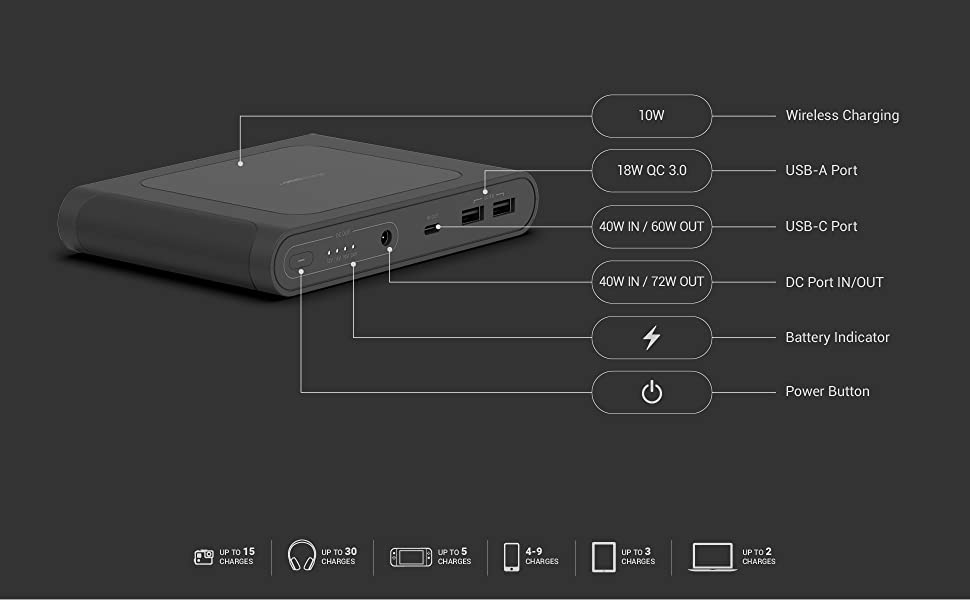 10W
Wireless Charging
18W QC 3.0
USB-A Port
40W IN / 60W OUT
USB-C Port
40W IN / 72W OUT
DC Port IN/OUT
Battery Indicator
Power Button
DC OUT
UP TO 15
CHARGES
UP TO 30
CHARGES
UP TO 5
CHARGES
4-9
CHARGES
UP TO 3
CHARGES
UP TO 2
CHARGES